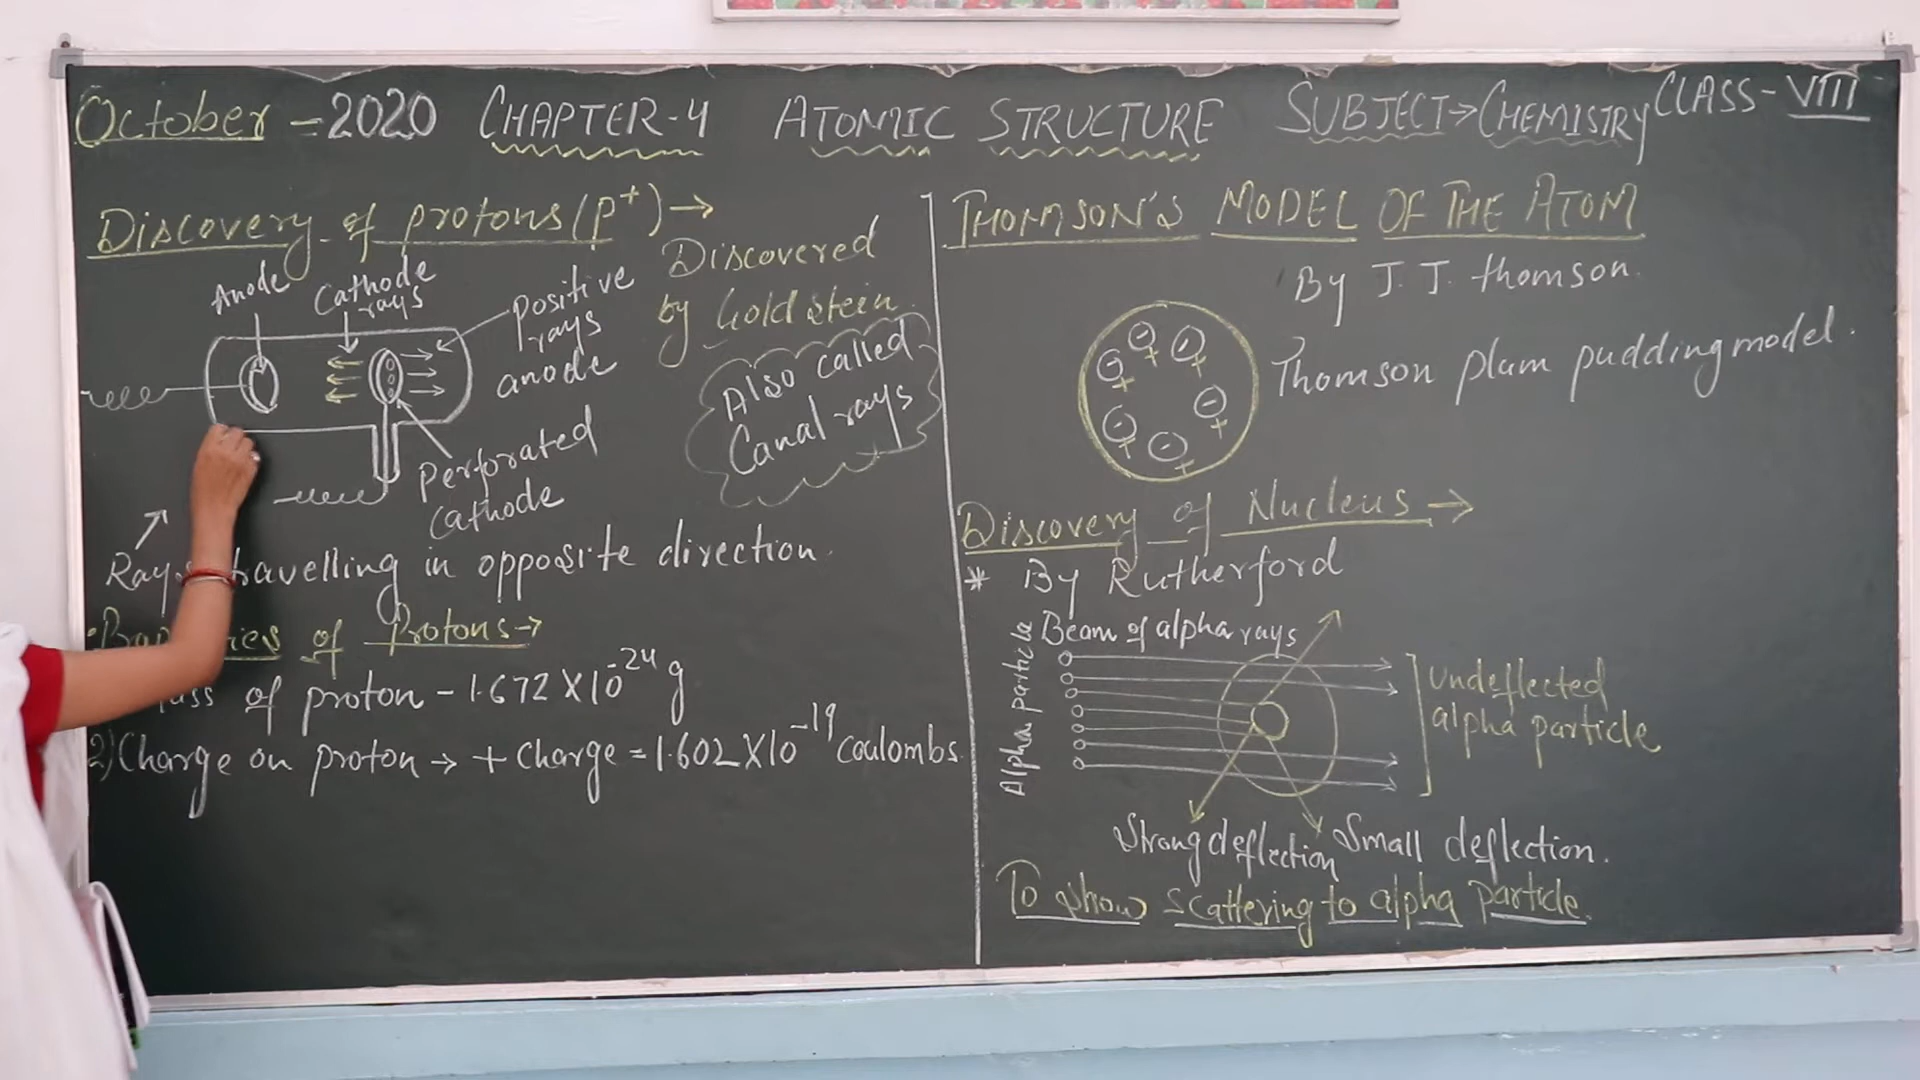 October - 2020 CHAPTER-4 ATOMIC STRUCTURE SUBJECT → CHEMISTRY CLASS - VIII
Discovery of protons (P+) →
Discovered
by Goldstein.
Anode
Cathode
rays
positive
rays
anode
Also called
Canal rays
Perforated
Cathode
Rays travelling in opposite direction.
of Protons →
of proton - 1.672 X 10-24 g
2) Charge on proton → + Charge = 1.602 X 10-19 coulombs.
THOMSON'S MODEL OF THE ATOM
By J. J. thomson.
Thomson plum pudding model.
- - - - - - -
+ + + + + + +
Discovery of Nucleus →
* By Rutherford
Beam of alpha rays
Alpha particle
undeflected
alpha particle
Strong deflection Small deflection.
To show scattering to alpha particle.